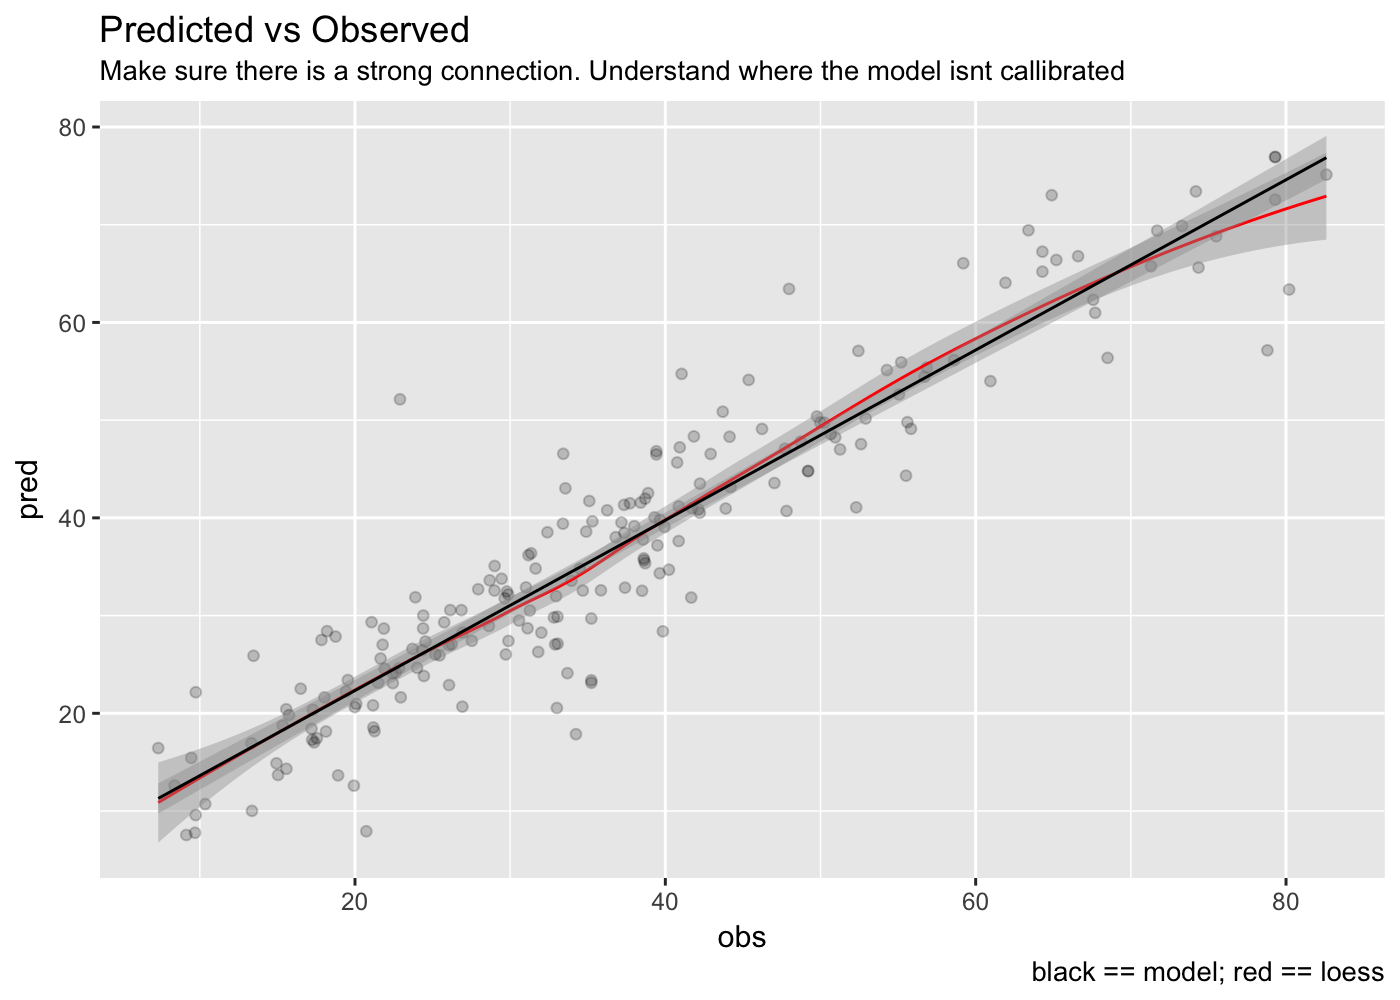 Predicted vs Observed
Make sure there is a strong connection. Understand where the model isnt callibrated
80
60
40
20
pred
20 40 60 80
obs
black == model; red == loess